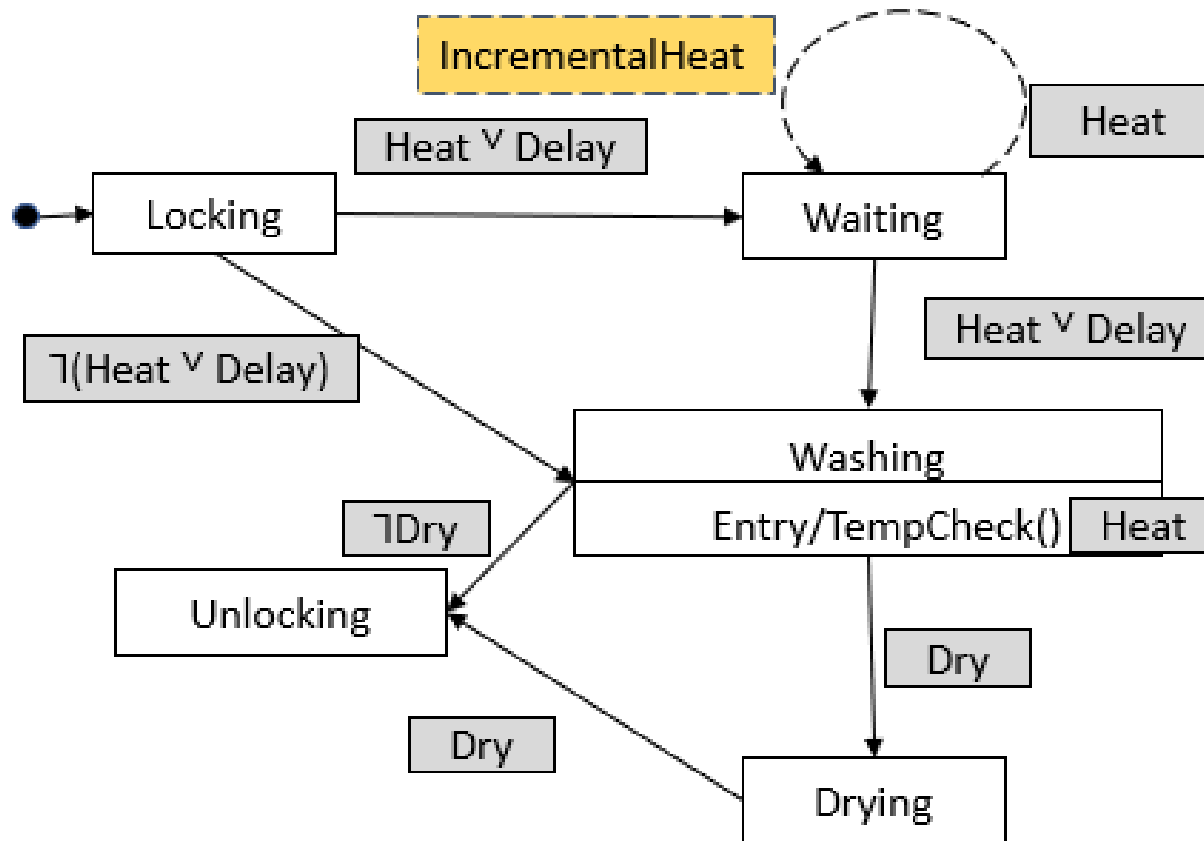 IncrementalHeat
Heat
Heat ˅ Delay
Locking
Waiting
Heat ˅ Delay
⅂(Heat ˅ Delay)
Washing
⅂Dry
Entry/TempCheck()
Heat
Unlocking
Dry
Dry
Drying